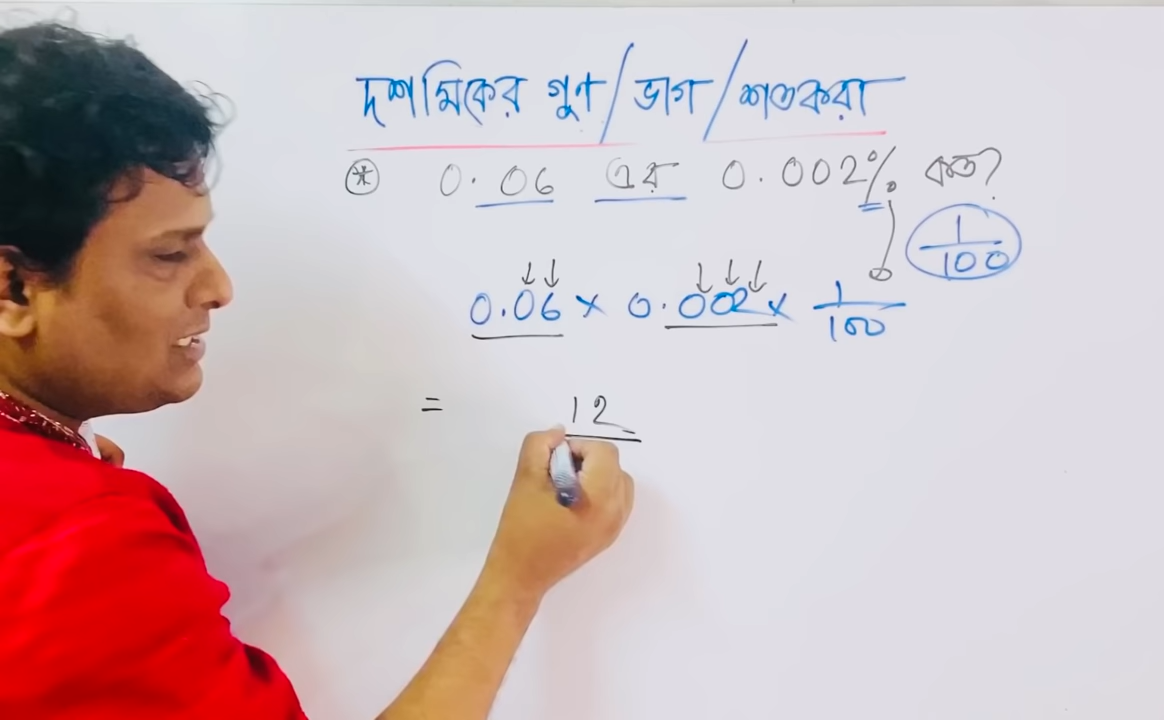 দশমিকের গুণ/ভাগ/শতকরা
* 0.06 এর 0.002% কত?
1/100
0.06 × 0.002 × 1/100
= 12